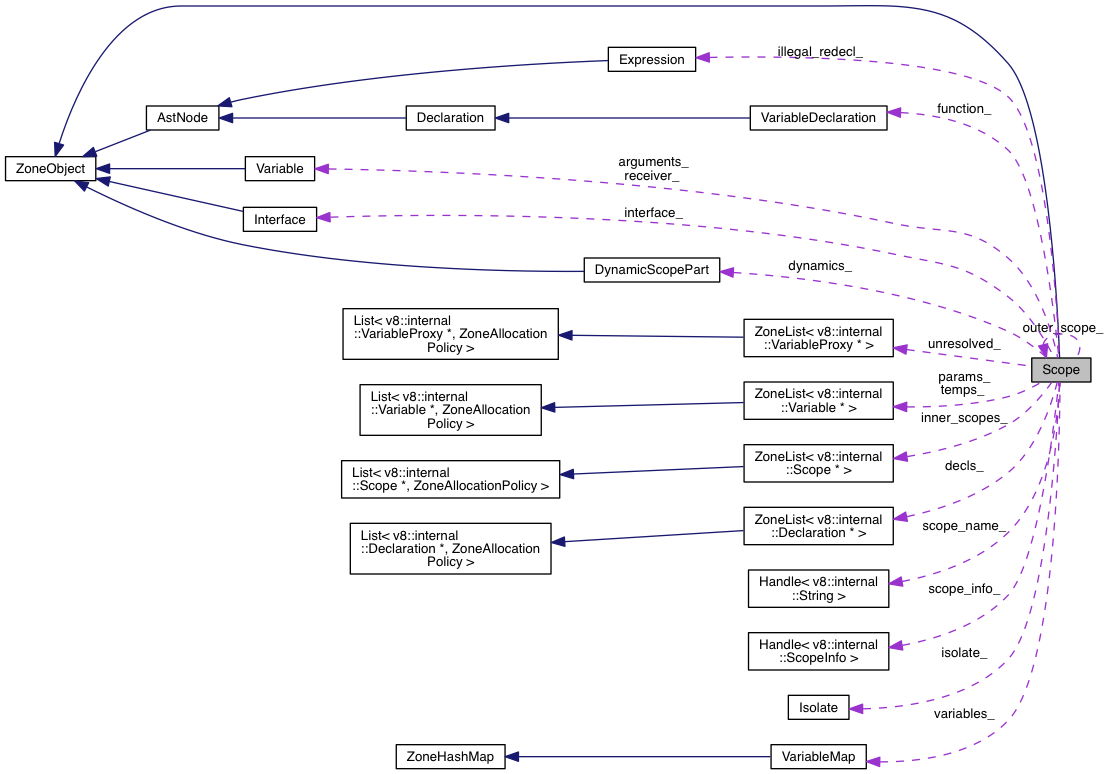 illegal_redecl_
Expression
function_
AstNode
Declaration
VariableDeclaration
ZoneObject
Variable
arguments_
receiver_
Interface
interface_
DynamicScopePart
dynamics_
List< v8::internal
::VariableProxy *, ZoneAllocation
Policy >
ZoneList< v8::internal
::VariableProxy * >
unresolved_
outer_scope_
Scope
List< v8::internal
::Variable *, ZoneAllocation
Policy >
ZoneList< v8::internal
::Variable * >
params_
temps_
inner_scopes_
List< v8::internal
::Scope *, ZoneAllocationPolicy >
ZoneList< v8::internal
::Scope * >
decls_
List< v8::internal
::Declaration *, ZoneAllocation
Policy >
ZoneList< v8::internal
::Declaration * >
scope_name_
Handle< v8::internal
::String >
scope_info_
Handle< v8::internal
::ScopeInfo >
isolate_
Isolate
variables_
ZoneHashMap
VariableMap